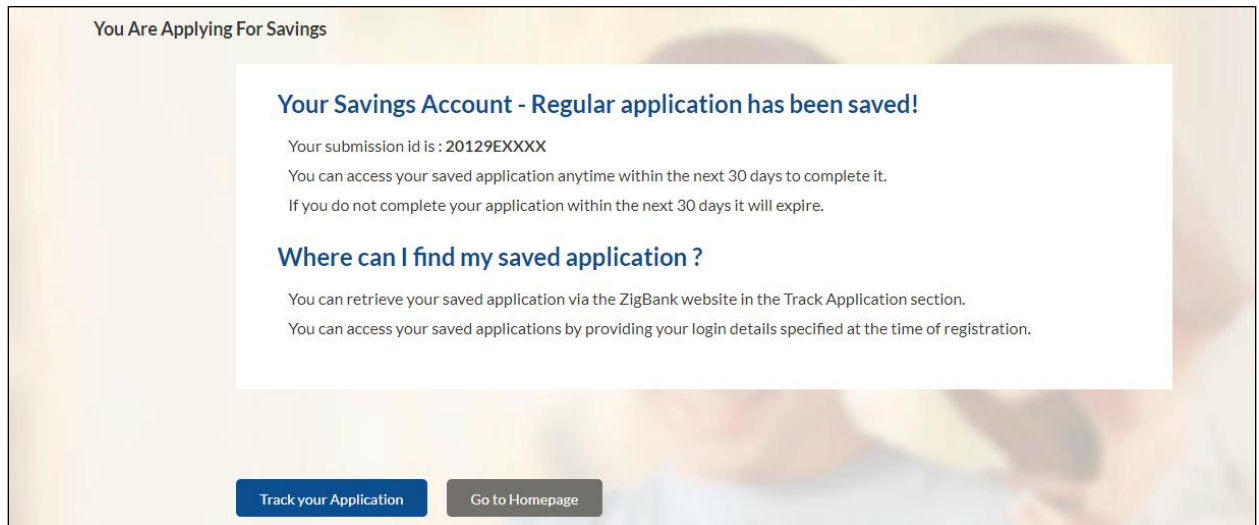 You Are Applying For Savings
Your Savings Account - Regular application has been saved!
Your submission id is : 20129EXXXX
You can access your saved application anytime within the next 30 days to complete it.
If you do not complete your application within the next 30 days it will expire.
Where can I find my saved application ?
You can retrieve your saved application via the ZigBank website in the Track Application section.
You can access your saved applications by providing your login details specified at the time of registration.
Track your Application
Go to Homepage